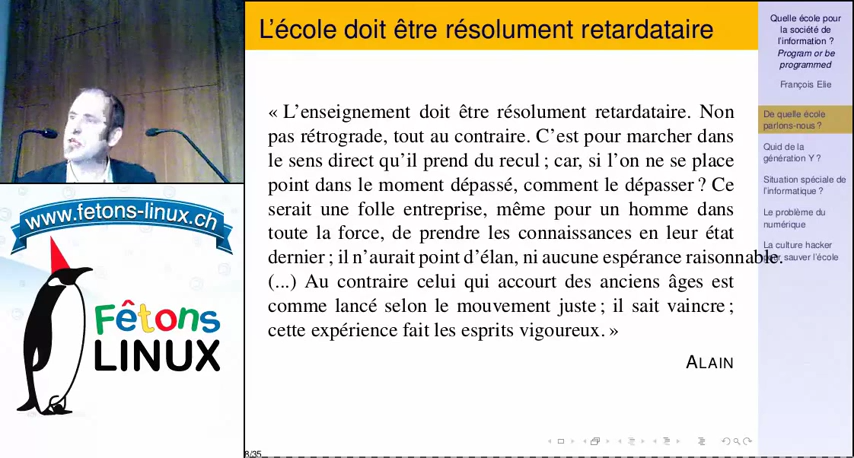 L'école doit être résolument retardataire
« L'enseignement doit être résolument retardataire. Non
pas rétrograde, tout au contraire. C'est pour marcher dans
le sens direct qu'il prend du recul ; car, si l'on ne se place
point dans le moment dépassé, comment le dépasser ? Ce
serait une folle entreprise, même pour un homme dans
toute la force, de prendre les connaissances en leur état
dernier ; il n'aurait point d'élan, ni aucune espérance raisonnable.
(...) Au contraire celui qui accourt des anciens âges est
comme lancé selon le mouvement juste ; il sait vaincre ;
cette expérience fait les esprits vigoureux. »
ALAIN
Quelle école pour
la société de
l'information ?
Program or be
programmed
François Elie
De quelle école
parlons-nous ?
Quid de la
génération Y ?
Situation spéciale de
l'informatique ?
Le problème du
numérique
La culture hacker
sauver l'école
www.fetons-linux.ch
Fêtons
LINUX
8/35